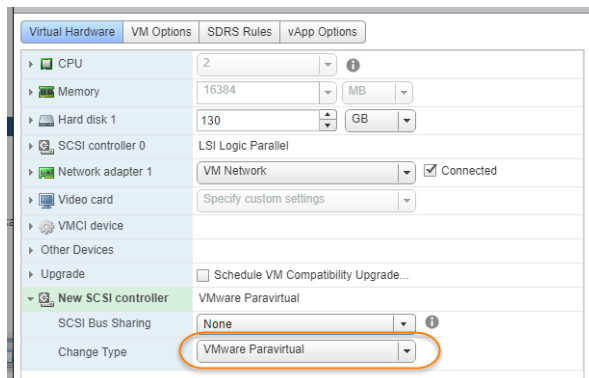 Virtual Hardware VM Options SDRS Rules vApp Options
CPU 2
Memory 16384 MB
Hard disk 1 130 GB
SCSI controller 0 LSI Logic Parallel
Network adapter 1 VM Network Connected
Video card Specify custom settings
VMCI device
Other Devices
Upgrade Schedule VM Compatibility Upgrade...
New SCSI controller VMware Paravirtual
SCSI Bus Sharing None
Change Type VMware Paravirtual